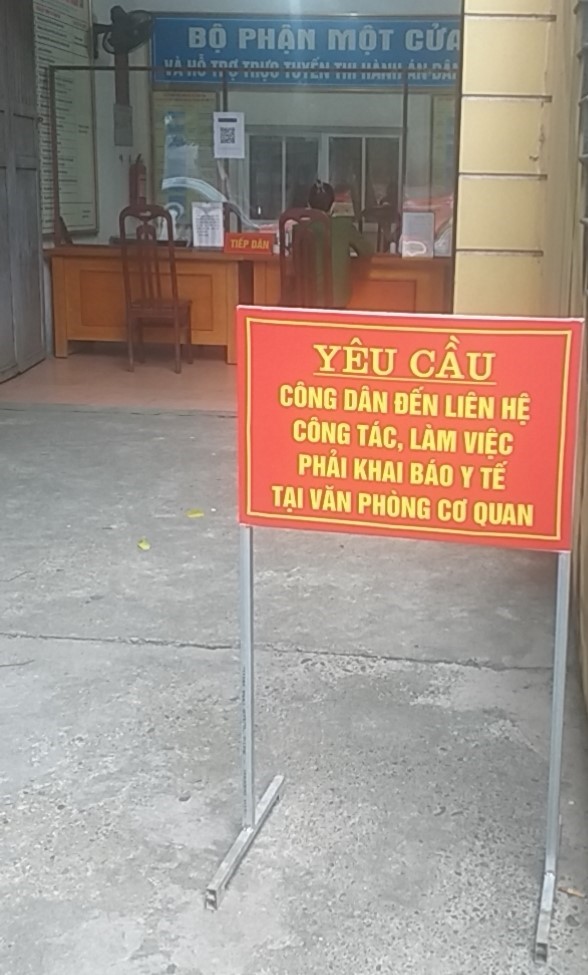 BỘ PHẬN MỘT CỬA
VÀ HỖ TRỢ TRỰC TUYẾN THI HÀNH ÁN DÂN
TIẾP DÂN
YÊU CẦU
CÔNG DÂN ĐẾN LIÊN HỆ
CÔNG TÁC, LÀM VIỆC
PHẢI KHAI BÁO Y TẾ
TẠI VĂN PHÒNG CƠ QUAN